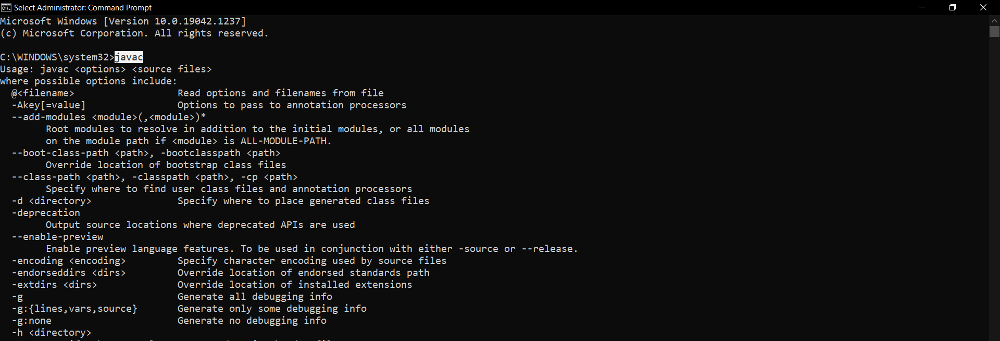 Select Administrator: Command Prompt
Microsoft Windows [Version 10.0.19042.1237]
(c) Microsoft Corporation. All rights reserved.
C:\WINDOWS\system32>javac
Usage: javac <options> <source files>
where possible options include:
  @<filename>                  Read options and filenames from file
  -Akey[=value]                Options to pass to annotation processors
  --add-modules <module>(,<module>)*
        Root modules to resolve in addition to the initial modules, or all modules
        on the module path if <module> is ALL-MODULE-PATH.
  --boot-class-path <path>, -bootclasspath <path>
        Override location of bootstrap class files
  --class-path <path>, -classpath <path>, -cp <path>
        Specify where to find user class files and annotation processors
  -d <directory>               Specify where to place generated class files
  -deprecation
        Output source locations where deprecated APIs are used
  --enable-preview
        Enable preview language features. To be used in conjunction with either -source or --release.
  -encoding <encoding>         Specify character encoding used by source files
  -endorseddirs <dirs>         Override location of endorsed standards path
  -extdirs <dirs>              Override location of installed extensions
  -g                           Generate all debugging info
  -g:{lines,vars,source}       Generate only some debugging info
  -g:none                      Generate no debugging info
  -h <directory>